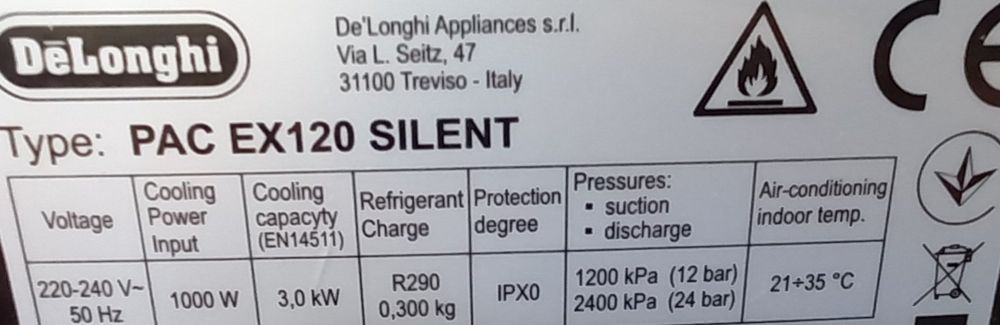 DēLonghi
De'Longhi Appliances s.r.l.
Via L. Seitz, 47
31100 Treviso - Italy
CE
Type: PAC EX120 SILENT
Voltage
Cooling
Power
Input
Cooling
capacyty
(EN14511)
Refrigerant
Charge
Protection
degree
Pressures:
▪ suction
▪ discharge
Air-conditioning
indoor temp.
220-240 V~
50 Hz
1000 W
3,0 kW
R290
0,300 kg
IPX0
1200 kPa (12 bar)
2400 kPa (24 bar)
21÷35 °C